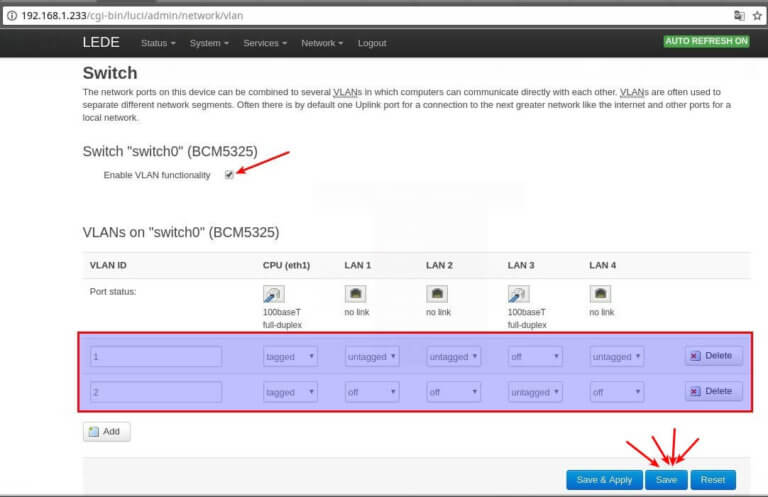 192.168.1.233/cgi-bin/luci/admin/network/vlan
LEDE Status System Services Network Logout AUTO REFRESH ON
Switch
The network ports on this device can be combined to several VLANs in which computers can communicate directly with each other. VLANs are often used to
separate different network segments. Often there is by default one Uplink port for a connection to the next greater network like the internet and other ports for a
local network.
Switch "switch0" (BCM5325)
Enable VLAN functionality
VLANs on "switch0" (BCM5325)
VLAN ID CPU (eth1) LAN 1 LAN 2 LAN 3 LAN 4
Port status:
100baseT no link no link 100baseT no link
full-duplex full-duplex
1 tagged untagged untagged off untagged Delete
2 tagged off off untagged off Delete
Add
Save & Apply Save Reset